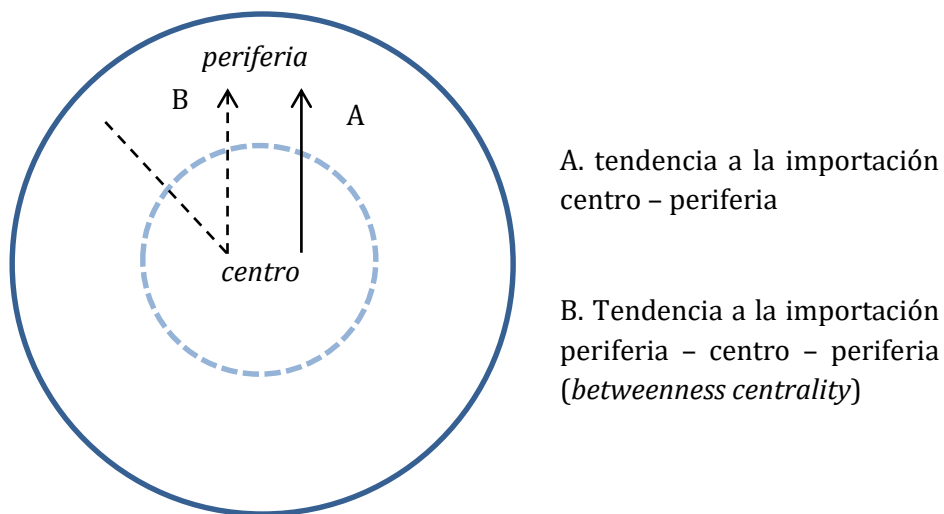 periferia
B
A
centro
A. tendencia a la importación
centro – periferia
B. Tendencia a la importación
periferia – centro – periferia
(betweenness centrality)